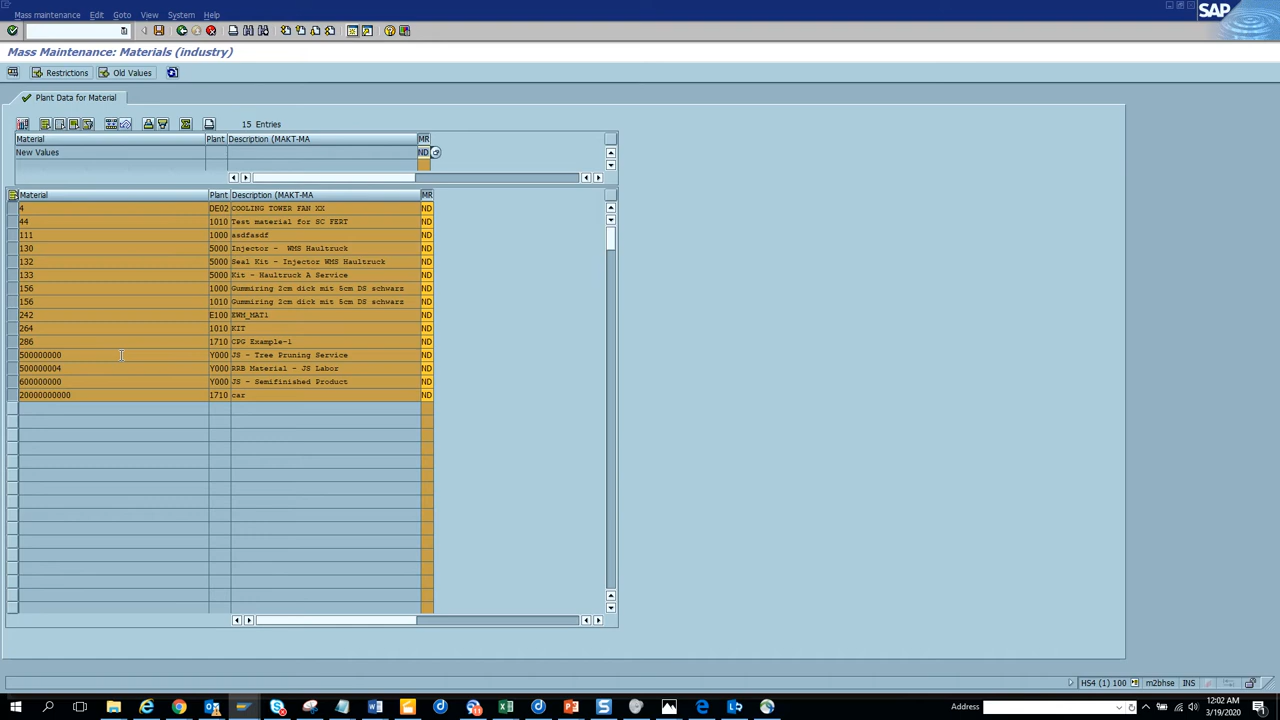 Mass maintenance Edit Goto View System Help
SAP
Mass Maintenance: Materials (industry)
Restrictions Old Values
Plant Data for Material
15 Entries
Material Plant Description (MAKT-MA MR
New Values ND
Material Plant Description (MAKT-MA MR
4 DE02 COOLING TOWER FAN XX ND
44 1010 Test material for SC FERT ND
111 1000 asdfasdf ND
130 5000 Injector - WMS Haultruck ND
132 5000 Seal Kit - Injector WMS Haultruck ND
133 5000 Kit - Haultruck A Service ND
156 1000 Gummiring 2cm dick mit 5cm DS schwarz ND
156 1010 Gummiring 2cm dick mit 5cm DS schwarz ND
242 E100 EWM_MAT1 ND
264 1010 KIT ND
286 1710 CPG Example-1 ND
500000000 Y000 JS - Tree Pruning Service ND
500000004 Y000 RRB Material - JS Labor ND
600000000 Y000 JS - Semifinished Product ND
20000000000 1710 car ND
HS4 (1) 100 m2bhse INS
Address
12:02 AM
3/19/2020